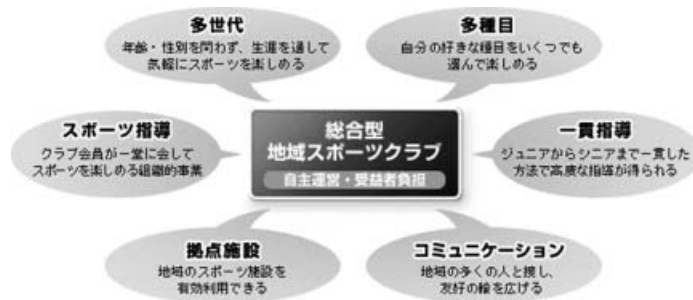 多世代
年齢・性別を問わず、生涯を通して
気軽にスポーツを楽しめる
多種目
自分の好きな種目をいくつでも
選んで楽しめる
スポーツ指導
クラブ会員が一堂に会して
スポーツを楽しめる組織的事業
総合型
地域スポーツクラブ
自主運営・受益者負担
一貫指導
ジュニアからシニアまで一貫した
方法で高度な指導が得られる
拠点施設
地域のスポーツ施設を
有効利用できる
コミュニケーション
地域の多くの人と接し、
友好の輪を広げる